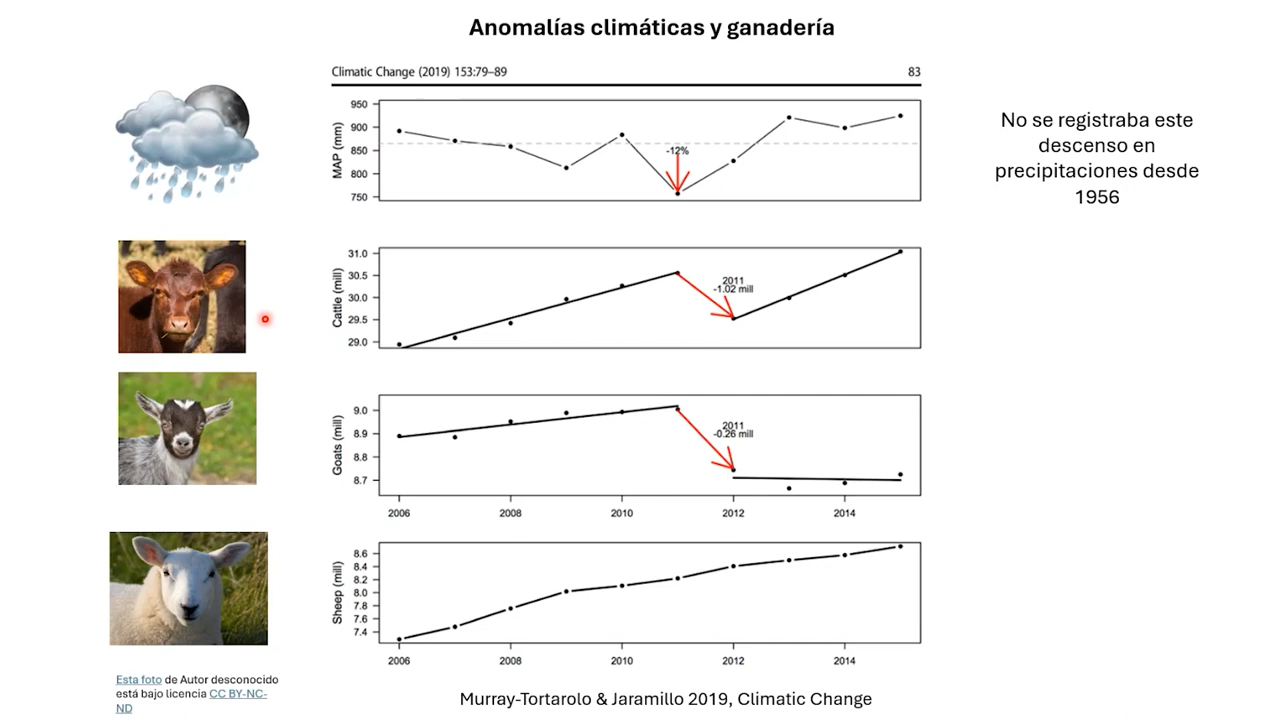 Anomalías climáticas y ganadería
Climatic Change (2019) 153:79–89 83
MAP (mm)
950
900
850
800
750
-12%
No se registraba este
descenso en
precipitaciones desde
1956
Cattle (mill)
31.0
30.5
30.0
29.5
29.0
2011
-1.02 mill
Goats (mill)
9.0
8.9
8.8
8.7
2011
-0.26 mill
2006 2008 2010 2012 2014
Sheep (mill)
8.6
8.4
8.2
8.0
7.8
7.6
7.4
2006 2008 2010 2012 2014
Esta foto de Autor desconocido
está bajo licencia CC BY-NC-
ND
Murray-Tortarolo & Jaramillo 2019, Climatic Change